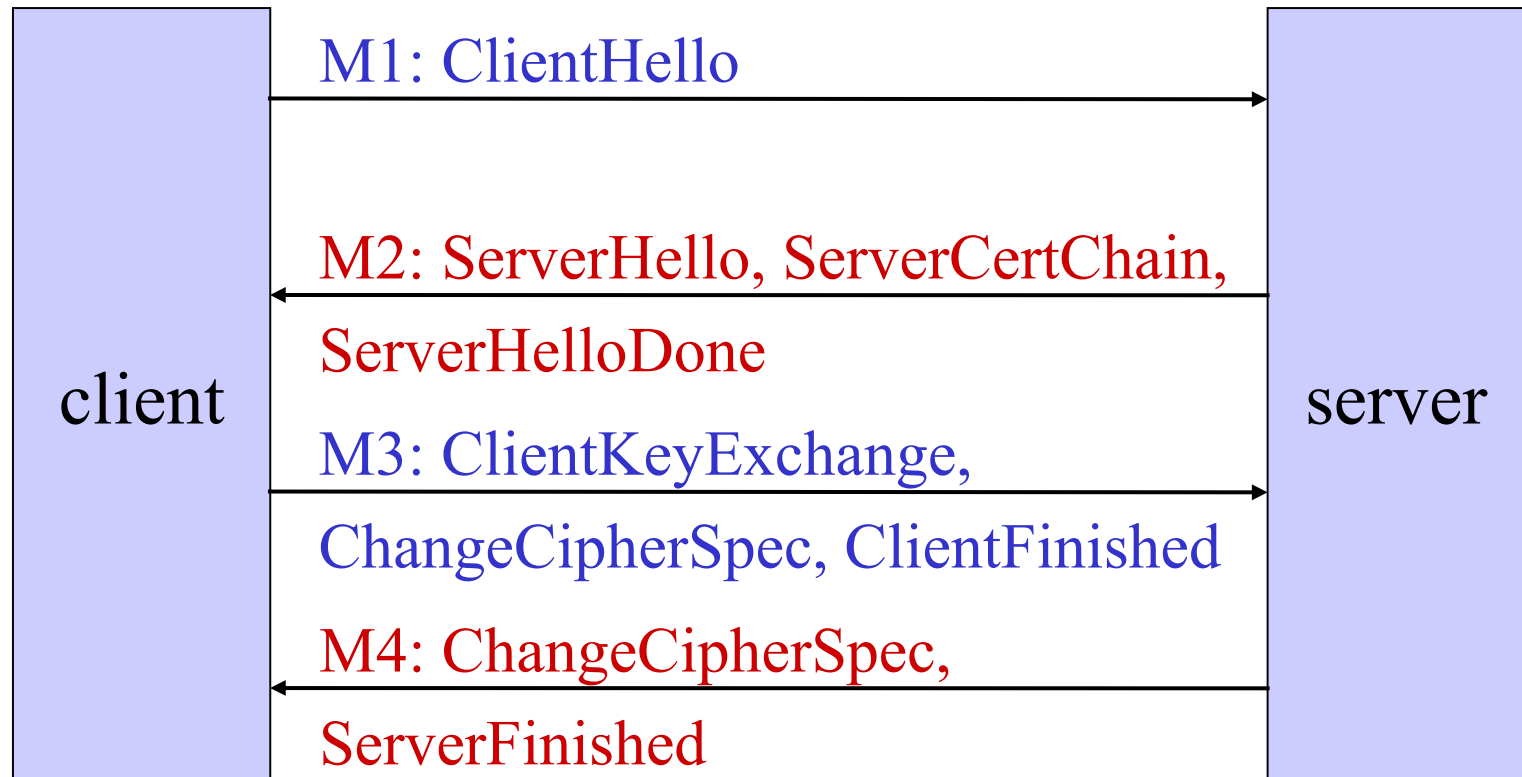 M1: ClientHello
M2: ServerHello, ServerCertChain,
ServerHelloDone
client
server
M3: ClientKeyExchange,
ChangeCipherSpec, ClientFinished
M4: ChangeCipherSpec,
ServerFinished